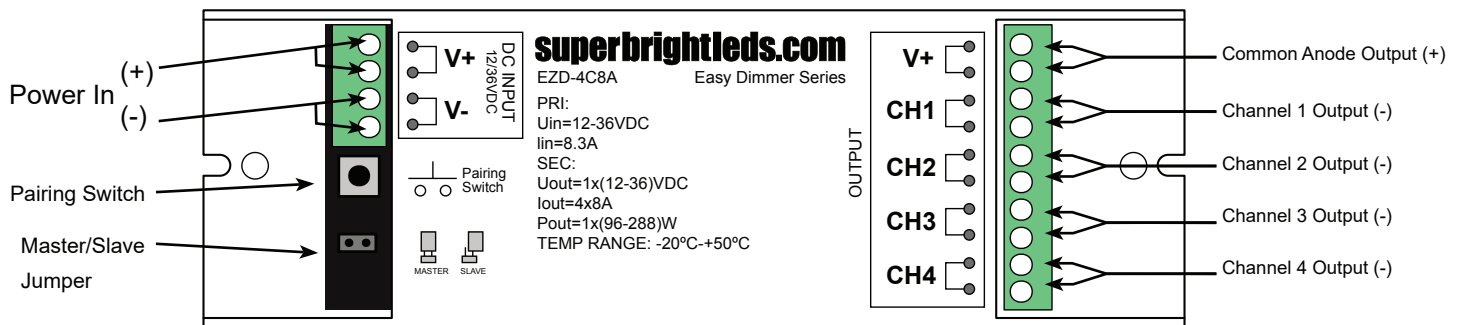 Power In
(+)
(-)
Pairing Switch
Master/Slave
Jumper
V+
V-
DC INPUT
12/36VDC
Pairing
Switch
MASTER
SLAVE
superbrightleds.com
EZD-4C8A
Easy Dimmer Series
PRI:
Uin=12-36VDC
Iin=8.3A
SEC:
Uout=1x(12-36)VDC
Iout=4x8A
Pout=1x(96-288)W
TEMP RANGE: -20ºC-+50ºC
OUTPUT
V+
CH1
CH2
CH3
CH4
Common Anode Output (+)
Channel 1 Output (-)
Channel 2 Output (-)
Channel 3 Output (-)
Channel 4 Output (-)